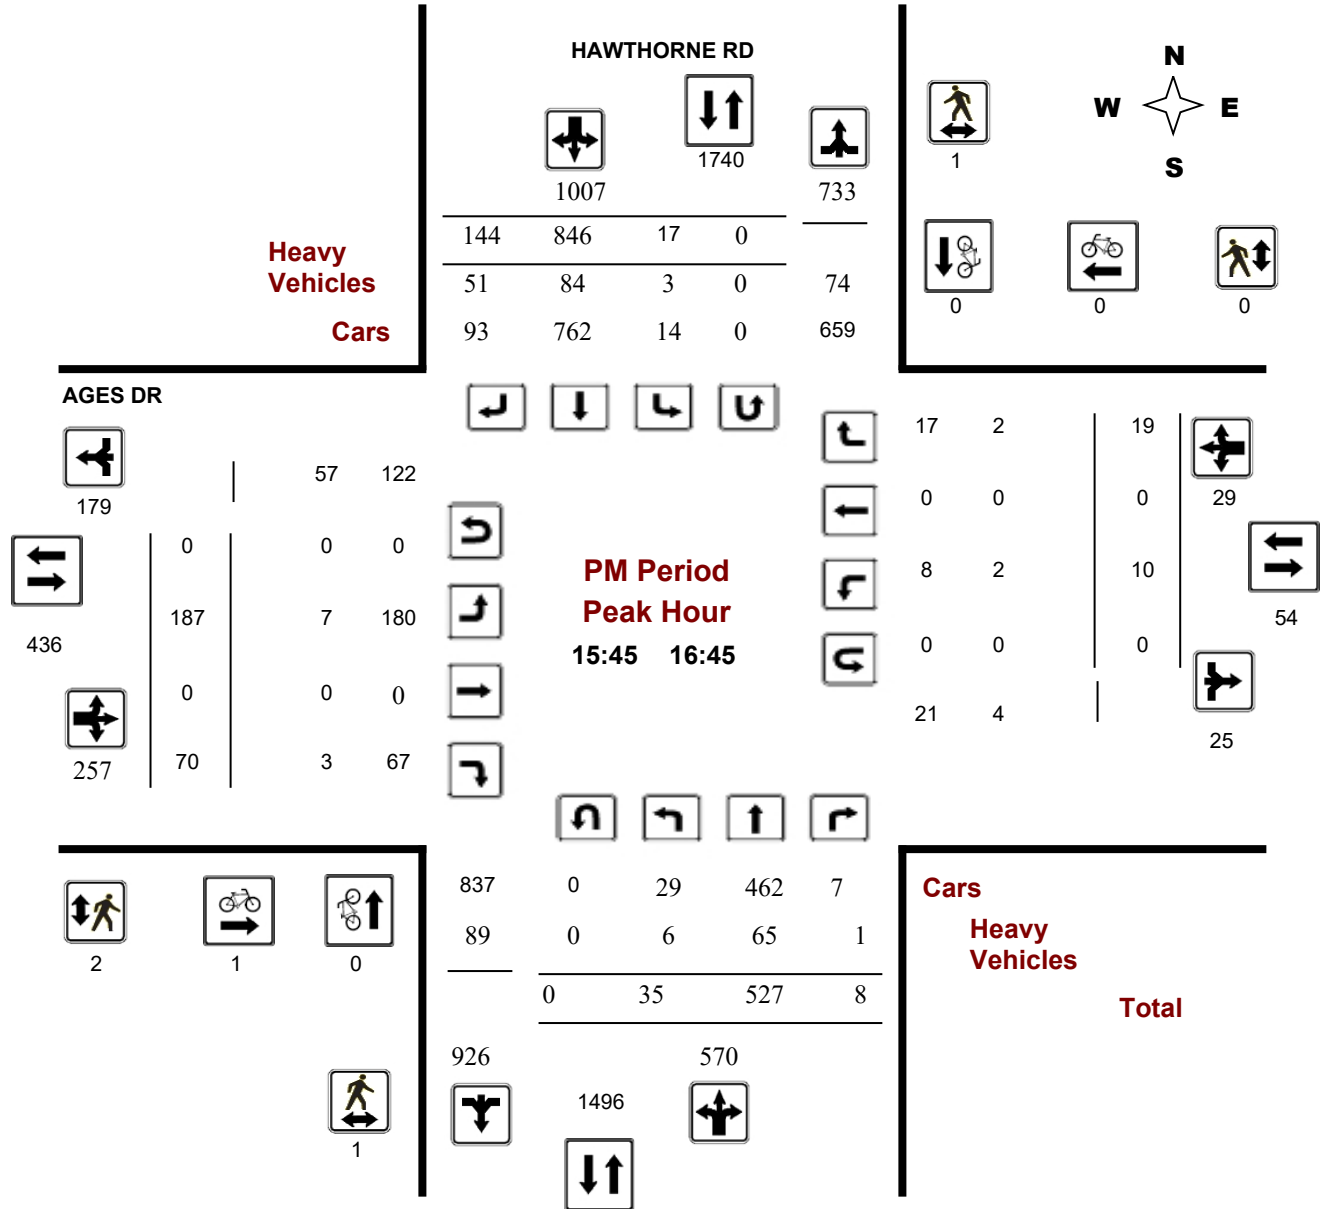 HAWTHORNE RD
N
W E
S
1740
1
1007 733
144 846 17 0
Heavy
Vehicles
51 84 3 0 74
0 0 0
Cars
93 762 14 0 659
AGES DR
17 2 19
57 122
179
0 0 0
29
0 0 0
PM Period
Peak Hour
15:45 16:45
8 2 10
187 7 180
54
436
0 0 0
0 0 0
21 4
25
257
70 3 67
837 0 29 462 7
Cars
89 0 6 65 1
Heavy
Vehicles
2 1 0
0 35 527 8
Total
926 570
1496
1